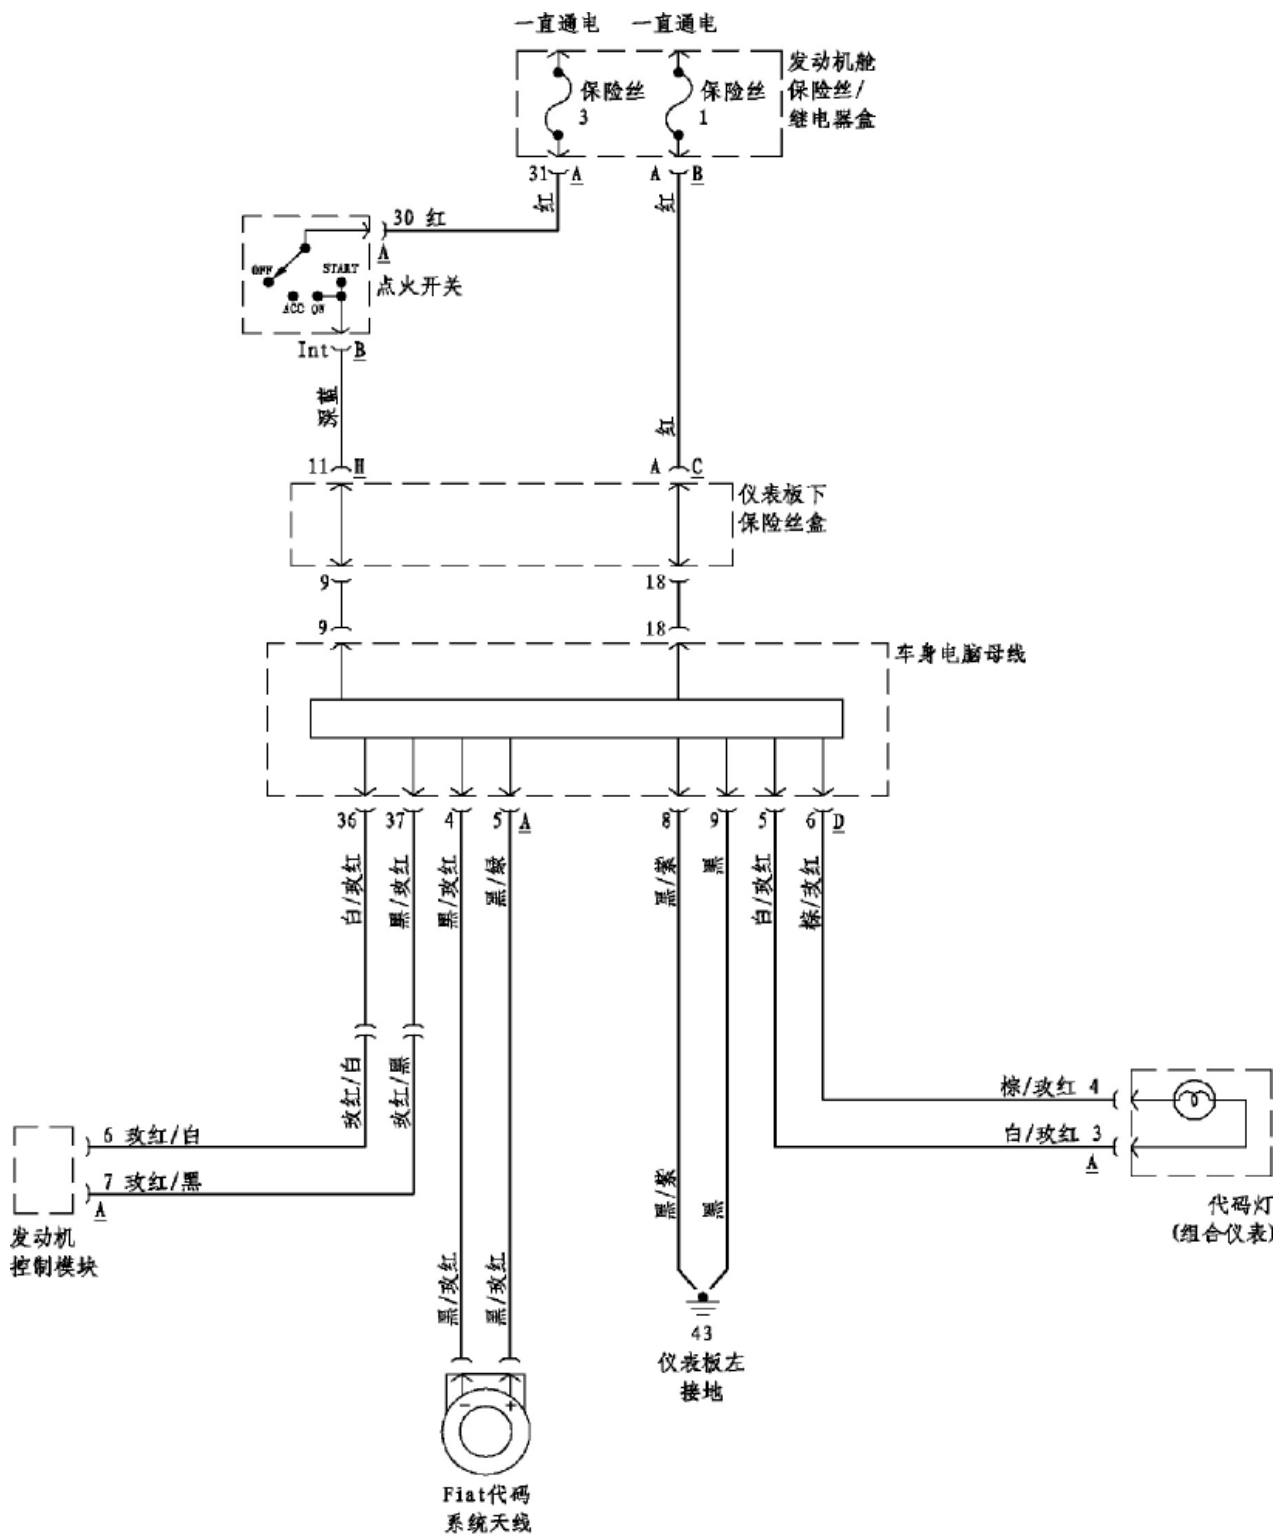 一直通电 一直通电
发动机舱
保险丝/
继电器盒
保险丝
3
保险丝
1
31 A
A B
红
红
30 红
A
OFF
START
ACC ON
点火开关
Int B
深蓝
红
11 H
A C
仪表板下
保险丝盒
9
18
9
18
车身电脑母线
36 37 4 5 A
8 9 5 6 D
白/玫红
黑/玫红
黑/玫红
黑/绿
黑/紫
黑
白/玫红
棕/玫红
玫红/白
玫红/黑
棕/玫红 4
白/玫红 3
A
代码灯
(组合仪表)
6 玫红/白
7 玫红/黑
A
发动机
控制模块
黑/紫
黑
黑/玫红
黑/玫红
43
仪表板左
接地
- +
Fiat代码
系统天线